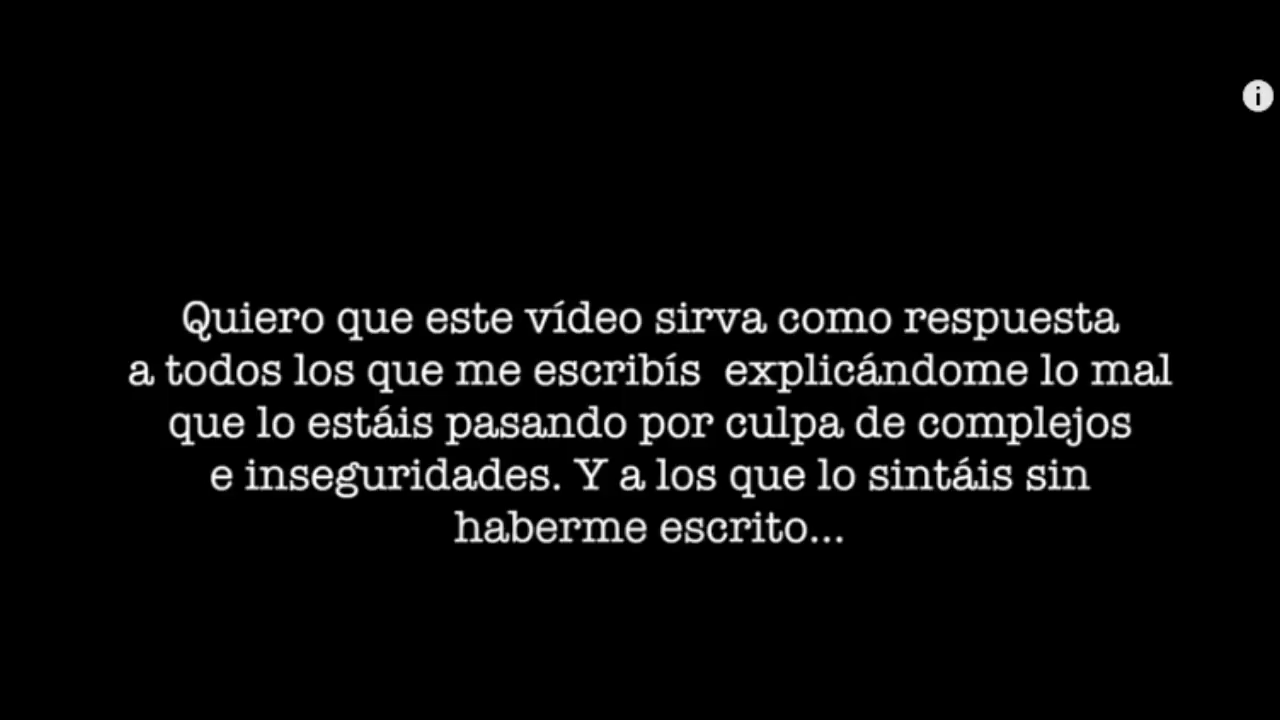 Quiero que este vídeo sirva como respuesta
a todos los que me escribís explicándome lo mal
que lo estáis pasando por culpa de complejos
e inseguridades. Y a los que lo sintáis sin
haberme escrito...